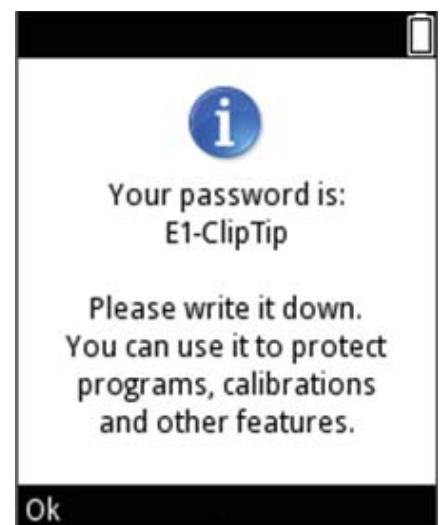 i
Your password is:
E1-ClipTip
Please write it down.
You can use it to protect
programs, calibrations
and other features.
Ok